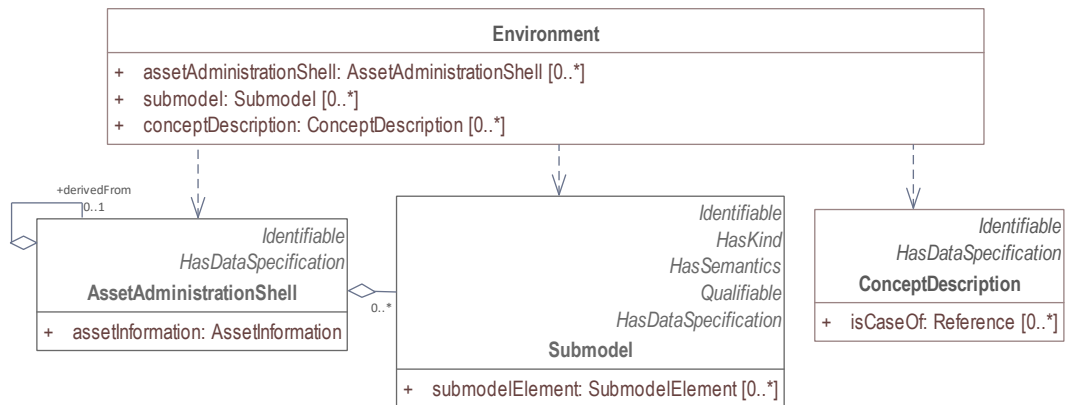 Environment
+ assetAdministrationShell: AssetAdministrationShell [0..*]
+ submodel: Submodel [0..*]
+ conceptDescription: ConceptDescription [0..*]
+derivedFrom
0..1
Identifiable
HasDataSpecification
AssetAdministrationShell
+ assetInformation: AssetInformation
0..*
Identifiable
HasKind
HasSemantics
Qualifiable
HasDataSpecification
Submodel
+ submodelElement: SubmodelElement [0..*]
Identifiable
HasDataSpecification
ConceptDescription
+ isCaseOf: Reference [0..*]